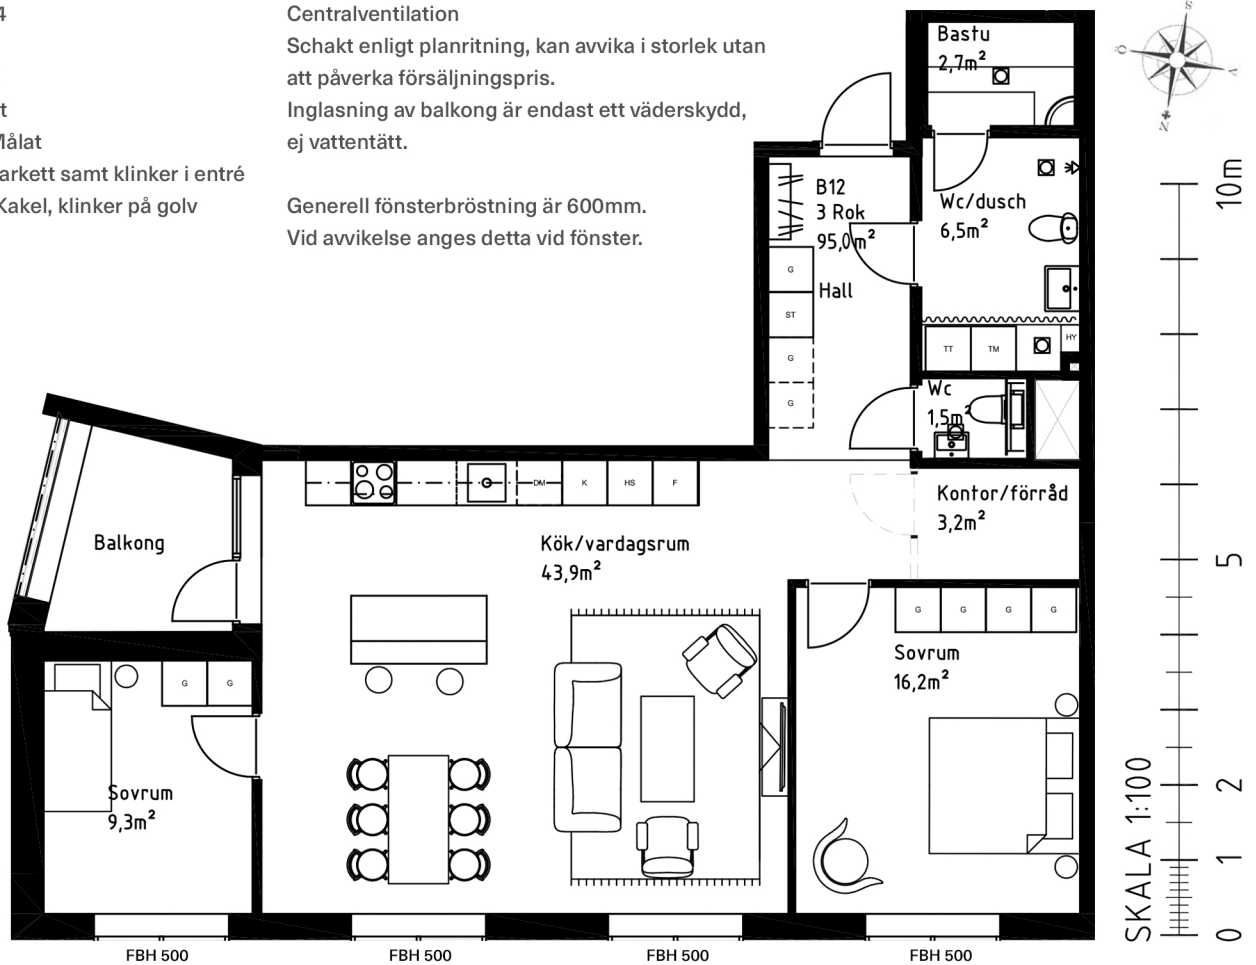 4
t
Målat
arkett samt klinker i entré
Kakel, klinker på golv
Centralventilation
Schakt enligt planritning, kan avvika i storlek utan
att påverka försäljningspris.
Inglasning av balkong är endast ett väderskydd,
ej vattentätt.
Generell fönsterbröstning är 600mm.
Vid avvikelse anges detta vid fönster.
Bastu
2,7m²
S
Ö
V
N
B12
3 Rok
95,0m²
Hall
G
ST
G
G
Wc/dusch
6,5m²
TT
TM
HY
Wc
1,5m²
Kontor/förråd
3,2m²
DM
K
HS
F
Kök/vardagsrum
43,9m²
Balkong
G
G
G
G
Sovrum
16,2m²
G
G
Sovrum
9,3m²
FBH 500
FBH 500
FBH 500
FBH 500
SKALA 1:100
10m
5
2
1
0